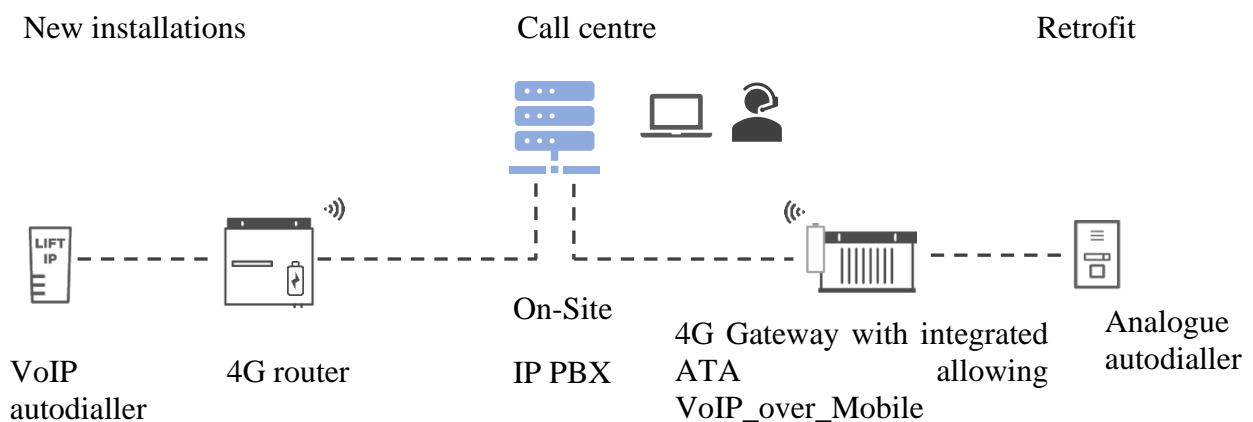 New installations
Call centre
Retrofit
LIFT
IP
On-Site
IP PBX
VoIP
autodialler
4G router
4G Gateway with integrated
ATA allowing
VoIP_over_Mobile
Analogue
autodialler